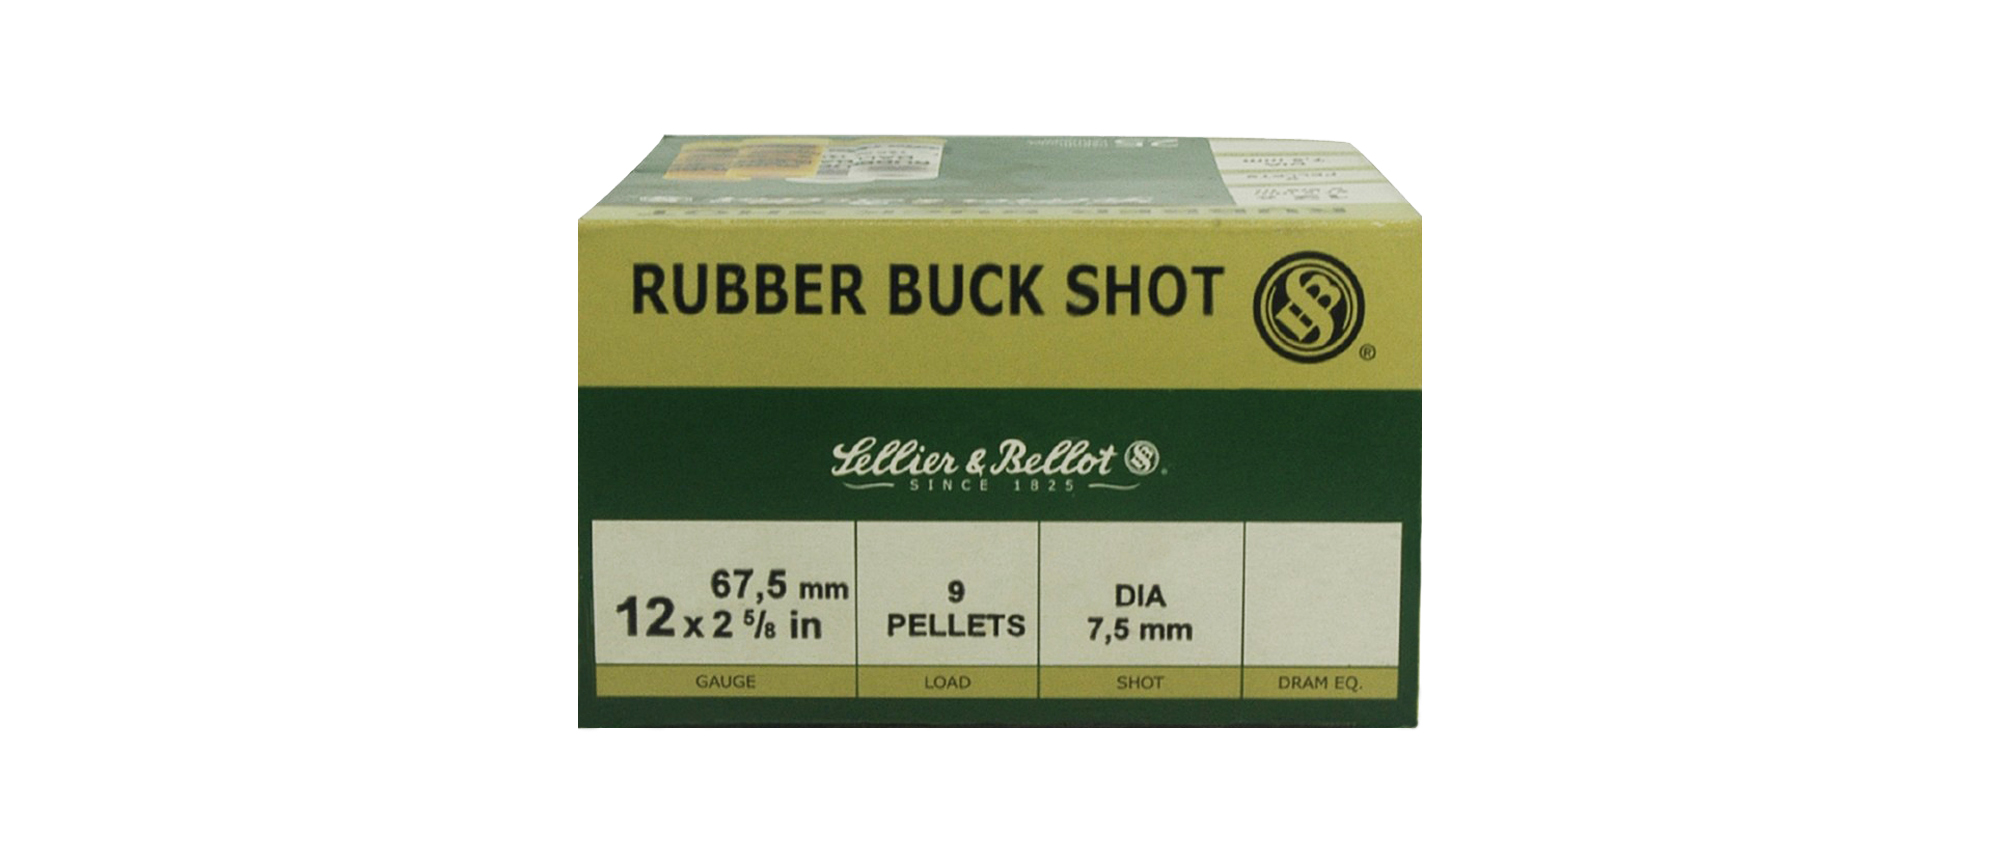 RUBBER BUCK SHOT
®
Lellier & Bellot
SINCE 1825
67,5 mm
12 x 2 5/8 in
9
PELLETS
DIA
7,5 mm
GAUGE
LOAD
SHOT
DRAM EQ.